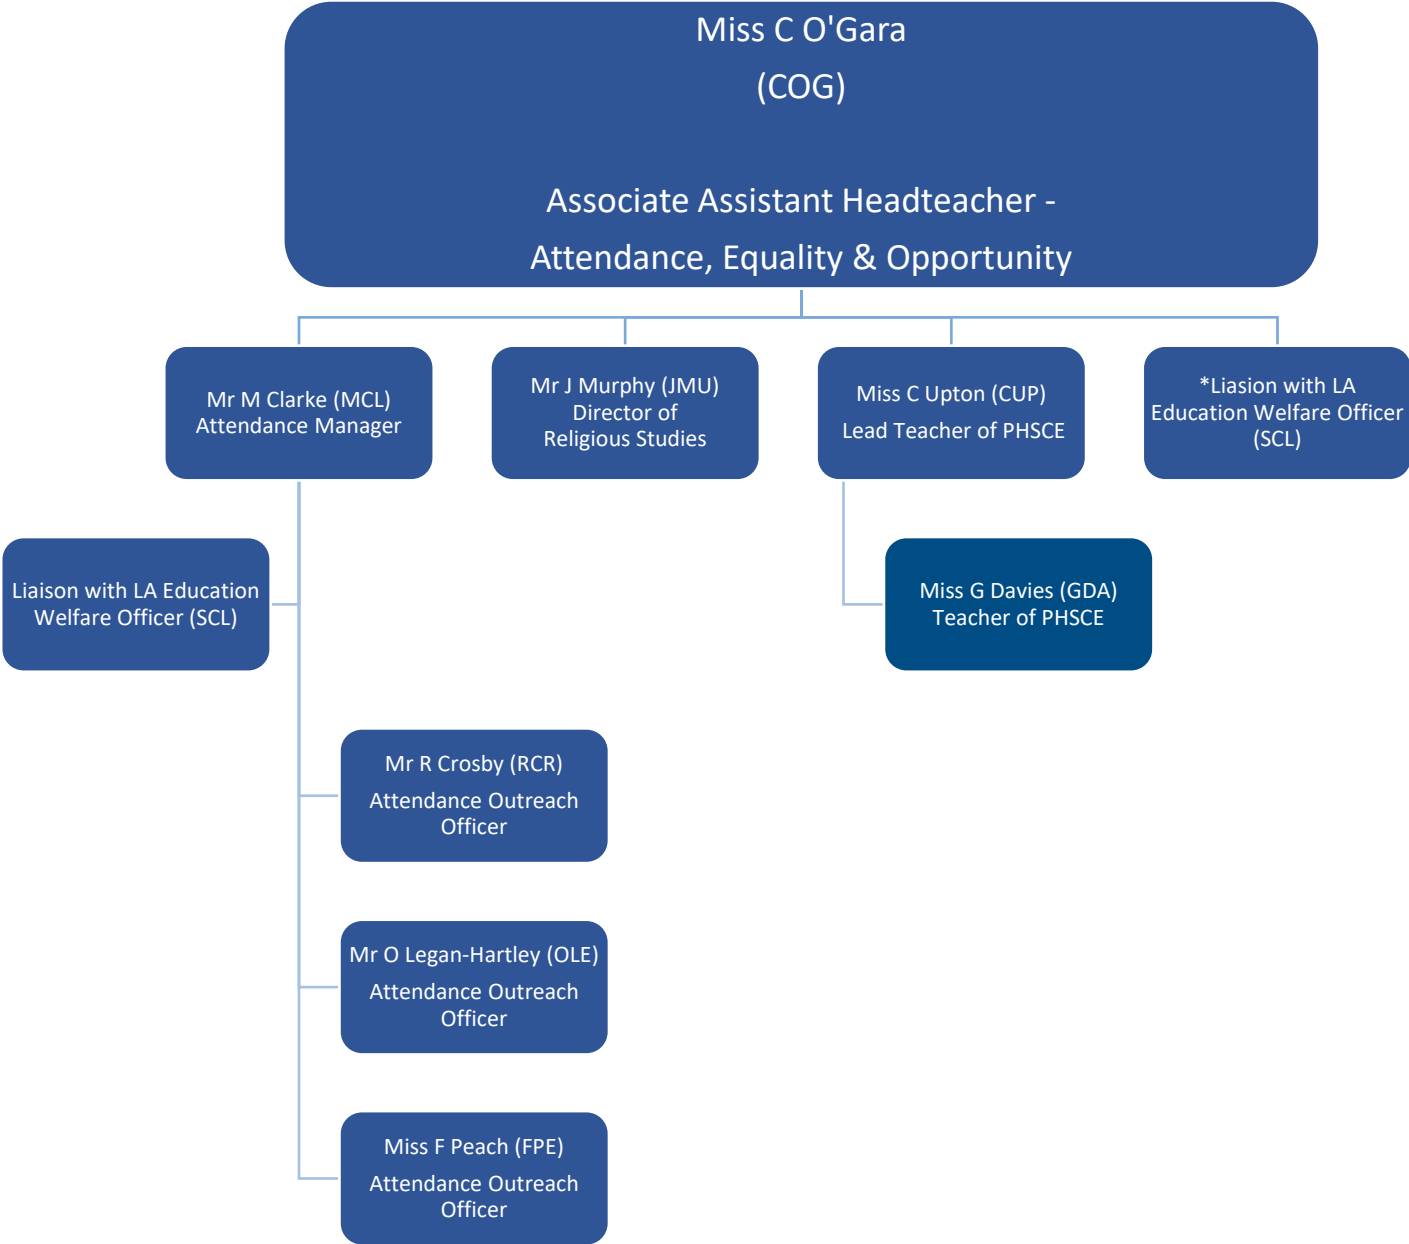 Miss C O'Gara
(COG)
Associate Assistant Headteacher -
Attendance, Equality & Opportunity
Mr M Clarke (MCL)
Attendance Manager
Mr J Murphy (JMU)
Director of
Religious Studies
Miss C Upton (CUP)
Lead Teacher of PHSCE
*Liasion with LA
Education Welfare Officer
(SCL)
Liaison with LA Education
Welfare Officer (SCL)
Miss G Davies (GDA)
Teacher of PHSCE
Mr R Crosby (RCR)
Attendance Outreach
Officer
Mr O Legan-Hartley (OLE)
Attendance Outreach
Officer
Miss F Peach (FPE)
Attendance Outreach
Officer